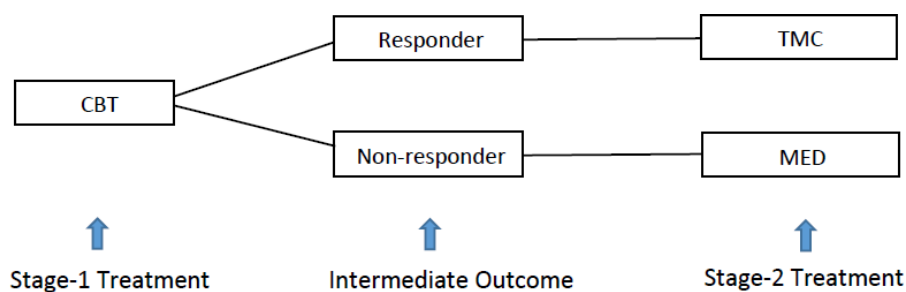 Responder
TMC
CBT
Non-responder
MED
Stage-1 Treatment
Intermediate Outcome
Stage-2 Treatment